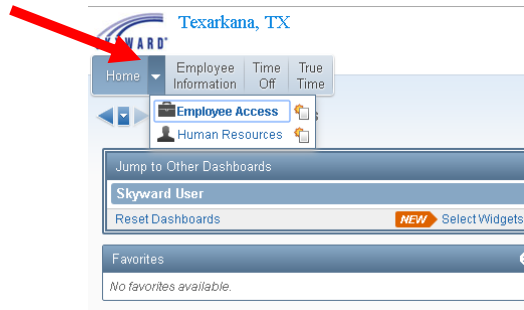 Texarkana, TX
SKYWARD
Home Employee Information Time Off True Time
Employee Access
Human Resources
Jump to Other Dashboards
Skyward User
Reset Dashboards NEW Select Widgets
Favorites
No favorites available.